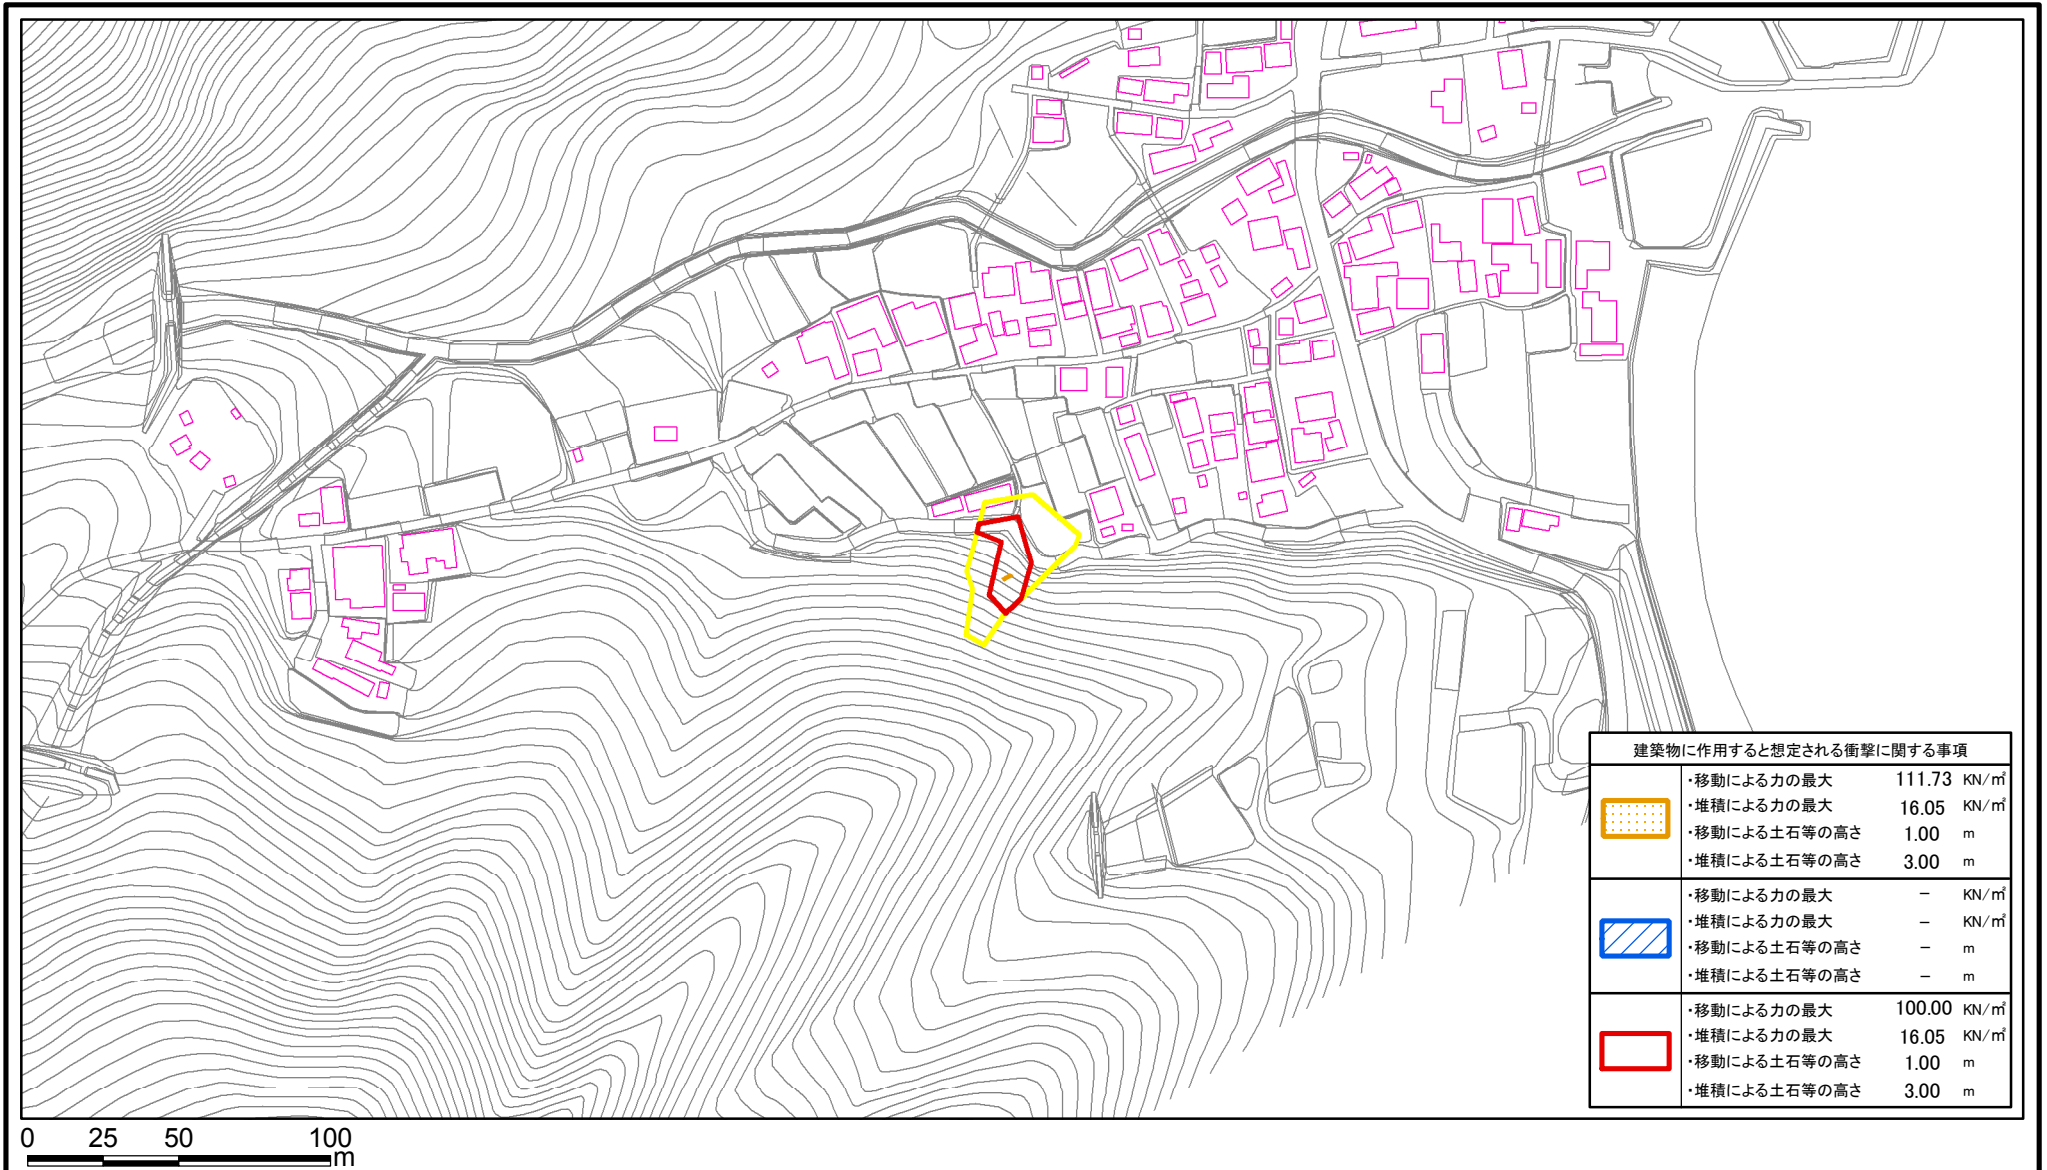 建築物に作用すると想定される衝撃に関する事項
・移動による力の最大 111.73 KN/㎡
・堆積による力の最大 16.05 KN/㎡
・移動による土石等の高さ 1.00 m
・堆積による土石等の高さ 3.00 m
・移動による力の最大 － KN/㎡
・堆積による力の最大 － KN/㎡
・移動による土石等の高さ － m
・堆積による土石等の高さ － m
・移動による力の最大 100.00 KN/㎡
・堆積による力の最大 16.05 KN/㎡
・移動による土石等の高さ 1.00 m
・堆積による土石等の高さ 3.00 m
0 25 50 100
m